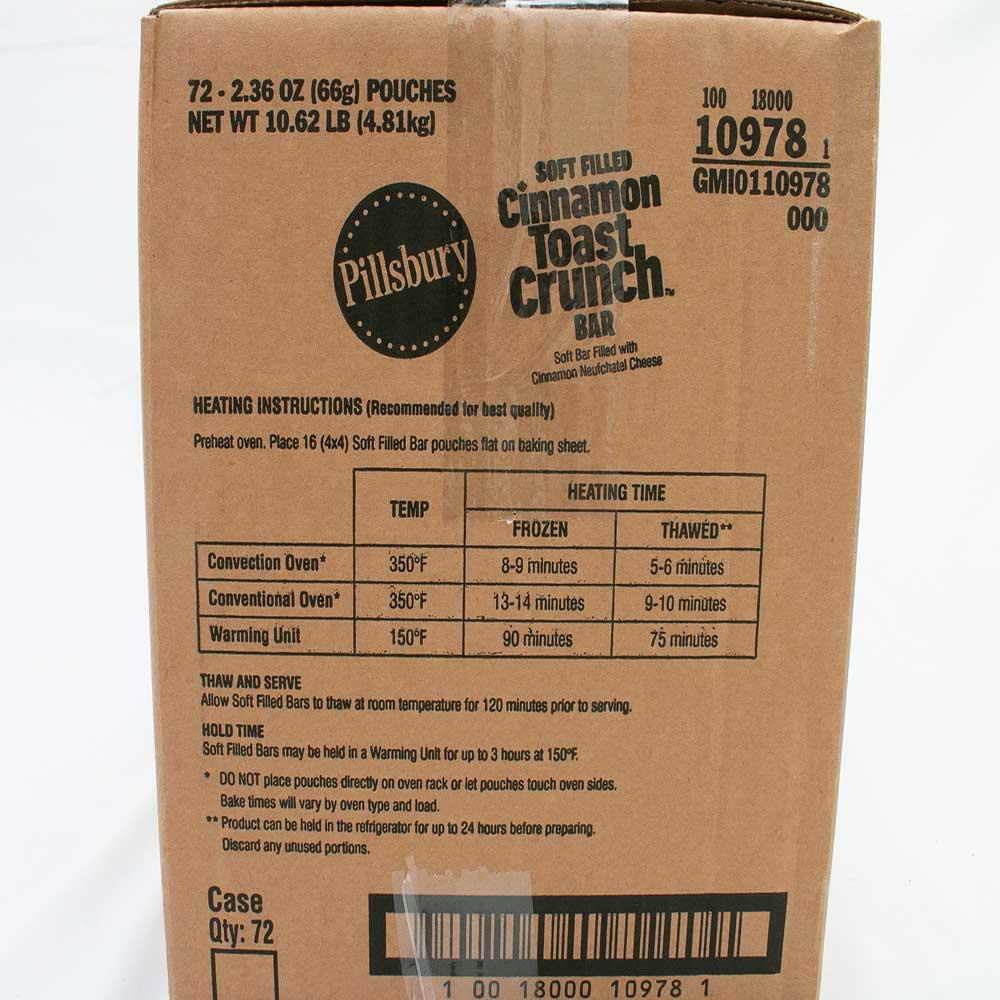 72 - 2.36 OZ (66g) POUCHES
NET WT 10.62 LB (4.81kg)
100 18000
10978 1
GMI0110978
000
Pillsbury
SOFT FILLED
Cinnamon
Toast
Crunch™
BAR
Soft Bar Filled with
Cinnamon Neufchatel Cheese
HEATING INSTRUCTIONS (Recommended for best quality)
Preheat oven. Place 16 (4x4) Soft Filled Bar pouches flat on baking sheet.
TEMP HEATING TIME
FROZEN THAWED**
Convection Oven* 350°F 8-9 minutes 5-6 minutes
Conventional Oven* 350°F 13-14 minutes 9-10 minutes
Warming Unit 150°F 90 minutes 75 minutes
THAW AND SERVE
Allow Soft Filled Bars to thaw at room temperature for 120 minutes prior to serving.
HOLD TIME
Soft Filled Bars may be held in a Warming Unit for up to 3 hours at 150°F.
* DO NOT place pouches directly on oven rack or let pouches touch oven sides.
Bake times will vary by oven type and load.
** Product can be held in the refrigerator for up to 24 hours before preparing.
Discard any unused portions.
Case
Qty: 72
1 00 18000 10978 1